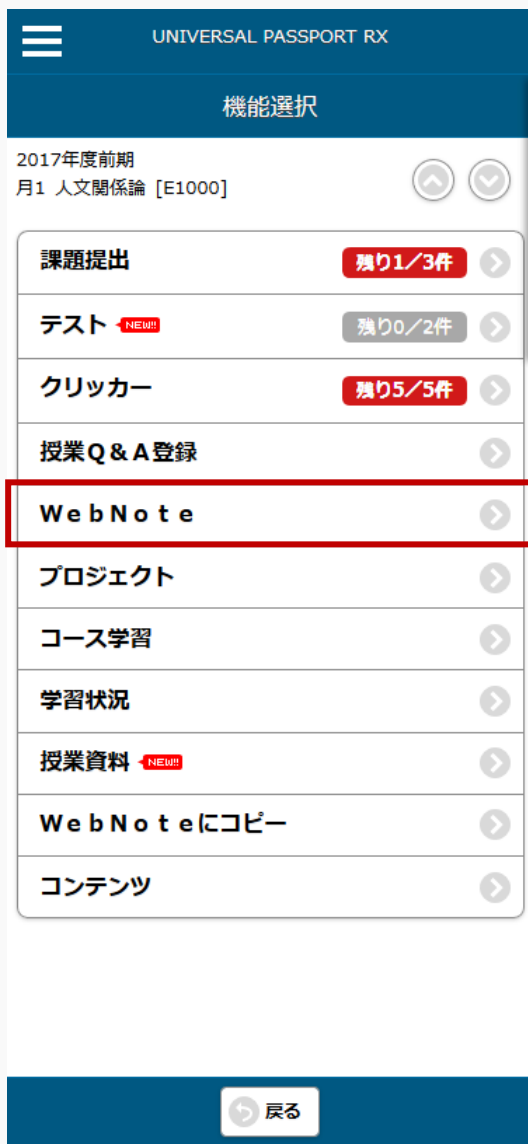 UNIVERSAL PASSPORT RX
機能選択
2017年度前期
月1 人文関係論 [E1000]
課題提出 残り1／3件
テスト NEW!! 残り0／2件
クリッカー 残り5／5件
授業Ｑ＆Ａ登録
ＷｅｂＮｏｔｅ
プロジェクト
コース学習
学習状況
授業資料 NEW!!
ＷｅｂＮｏｔｅにコピー
コンテンツ
戻る